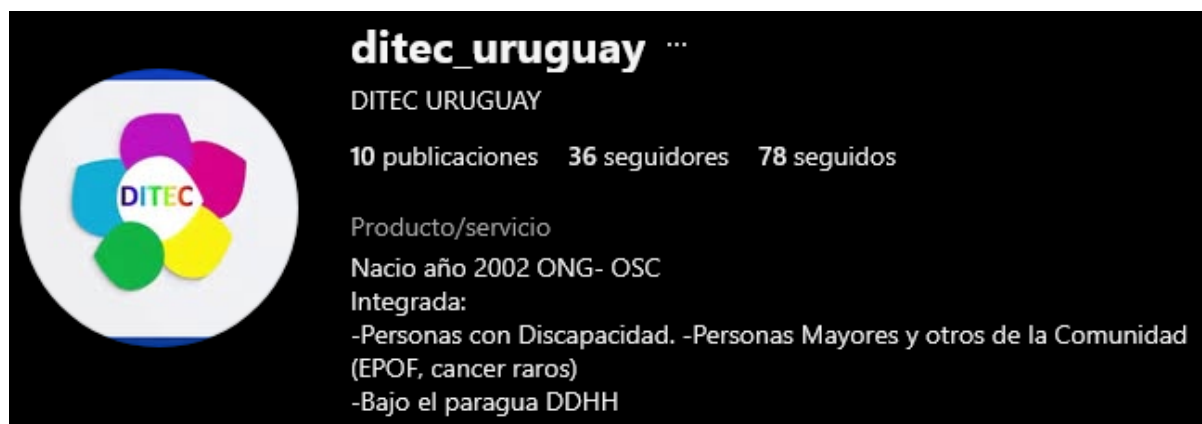 ditec_uruguay ...
DITEC URUGUAY
10 publicaciones 36 seguidores 78 seguidos
DITEC
Producto/servicio
Nacio año 2002 ONG- OSC
Integrada:
-Personas con Discapacidad. -Personas Mayores y otros de la Comunidad
(EPOF, cancer raros)
-Bajo el paragua DDHH